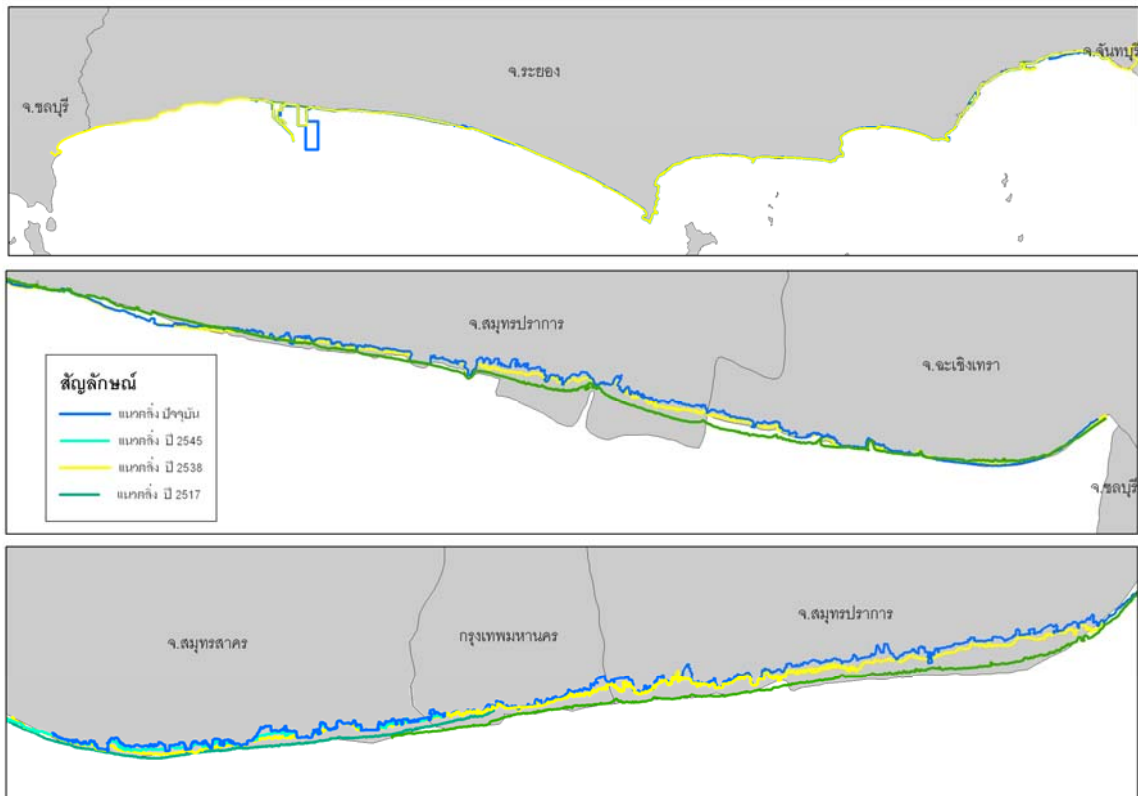 จ.ชลบุรี
จ.ระยอง
จ.จันทบุรี
จ.สมุทรปราการ
จ.ฉะเชิงเทรา
จ.ชลบุรี
สัญลักษณ์
แนวตลิ่ง ปัจจุบัน
แนวตลิ่ง ปี 2545
แนวตลิ่ง ปี 2538
แนวตลิ่ง ปี 2517
จ.สมุทรสาคร
กรุงเทพมหานคร
จ.สมุทรปราการ